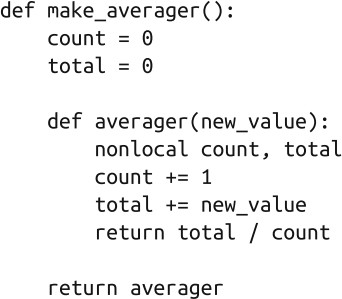 def make_averager():
    count = 0
    total = 0

    def averager(new_value):
        nonlocal count, total
        count += 1
        total += new_value
        return total / count

    return averager